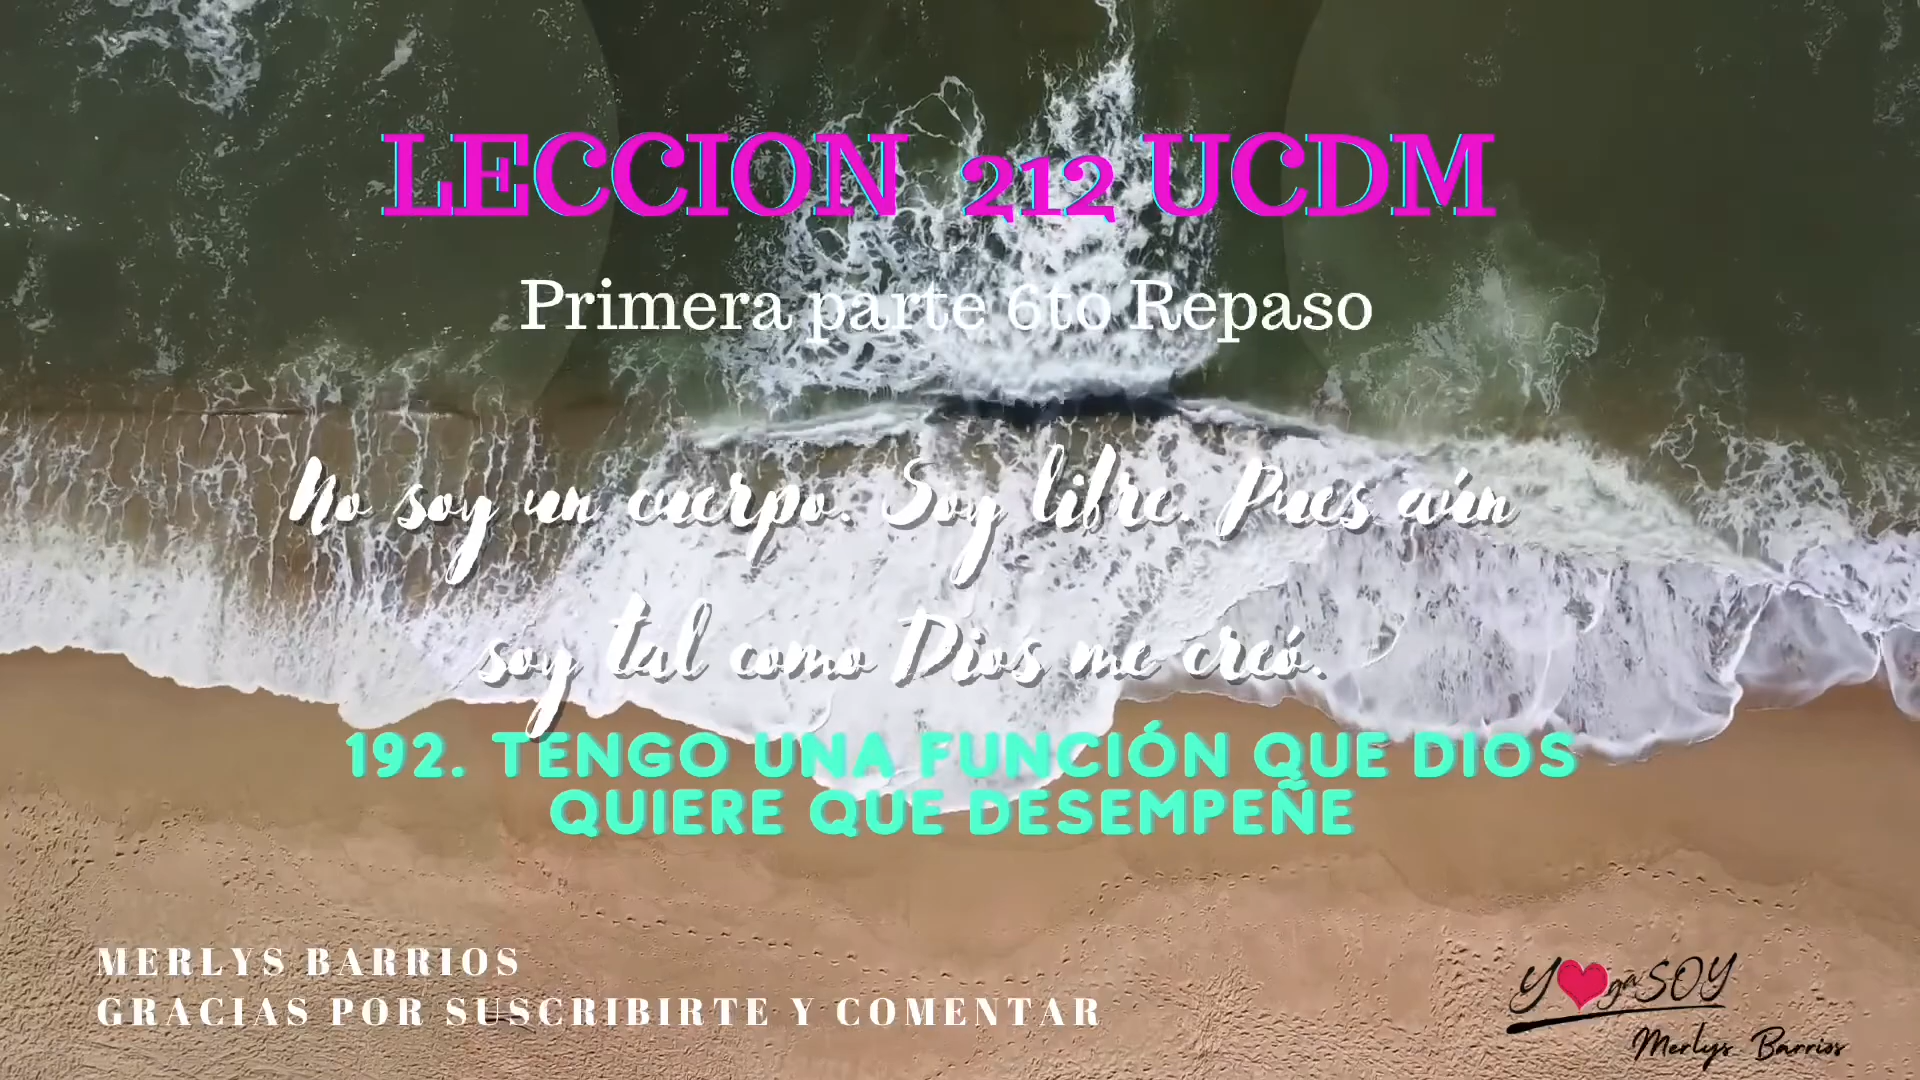 LECCION 212 UCDM
Primera parte 6to Repaso
No soy un cuerpo. Soy libre. Pues aún
soy tal como Dios me creó.
192. TENGO UNA FUNCIÓN QUE DIOS
QUIERE QUE DESEMPEÑE
MERLYS BARRIOS
GRACIAS POR SUSCRIBIRTE Y COMENTAR
YogaSOY
Merlys Barrios